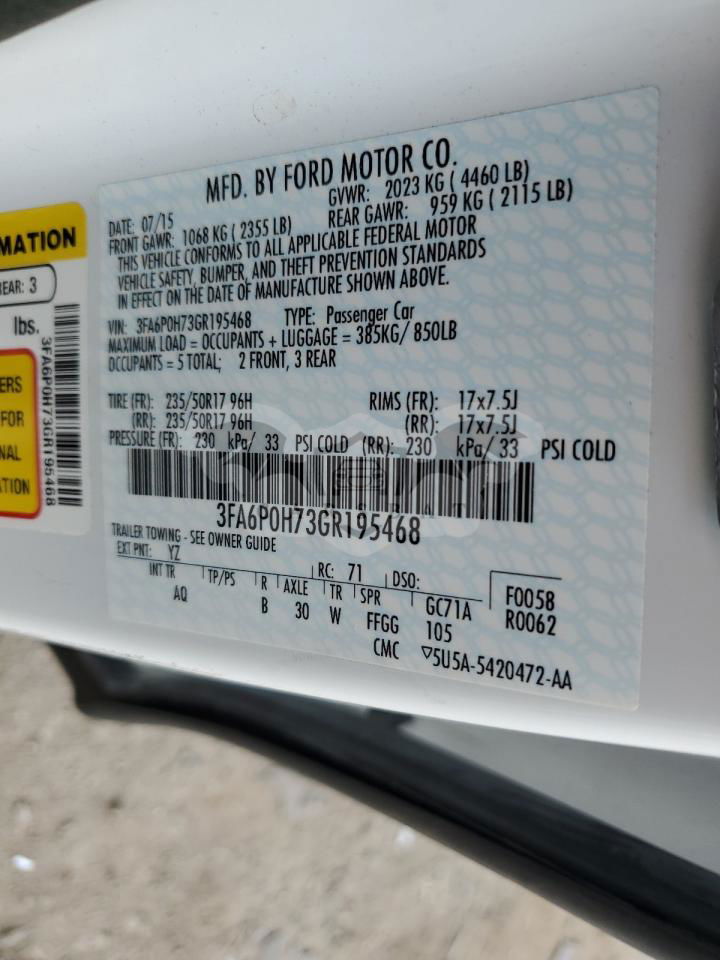 MFD. BY FORD MOTOR CO.
DATE: 07/15 GVWR: 2023 KG ( 4460 LB)
FRONT GAWR: 1068 KG ( 2355 LB) REAR GAWR: 959 KG ( 2115 LB)
THIS VEHICLE CONFORMS TO ALL APPLICABLE FEDERAL MOTOR
VEHICLE SAFETY, BUMPER, AND THEFT PREVENTION STANDARDS
IN EFFECT ON THE DATE OF MANUFACTURE SHOWN ABOVE.
VIN: 3FA6P0H73GR195468 TYPE: Passenger Car
MAXIMUM LOAD = OCCUPANTS + LUGGAGE = 385KG/ 850LB
OCCUPANTS = 5 TOTAL; 2 FRONT, 3 REAR
TIRE (FR): 235/50R17 96H RIMS (FR): 17x7.5J
(RR): 235/50R17 96H (RR): 17x7.5J
PRESSURE (FR): 230 kPa/ 33 PSI COLD (RR): 230 kPa/ 33 PSI COLD
3FA6P0H73GR195468
TRAILER TOWING - SEE OWNER GUIDE
EXT PNT: YZ RC: 71 DSO: F0058
INT TR TP/PS R AXLE TR SPR GC71A R0062
AQ B 30 W FFGG 105
CMC ▽5U5A-5420472-AA
MATION
REAR: 3
lbs.
3FA6P0H73GR195468
ERS
FOR
NAL
ATION